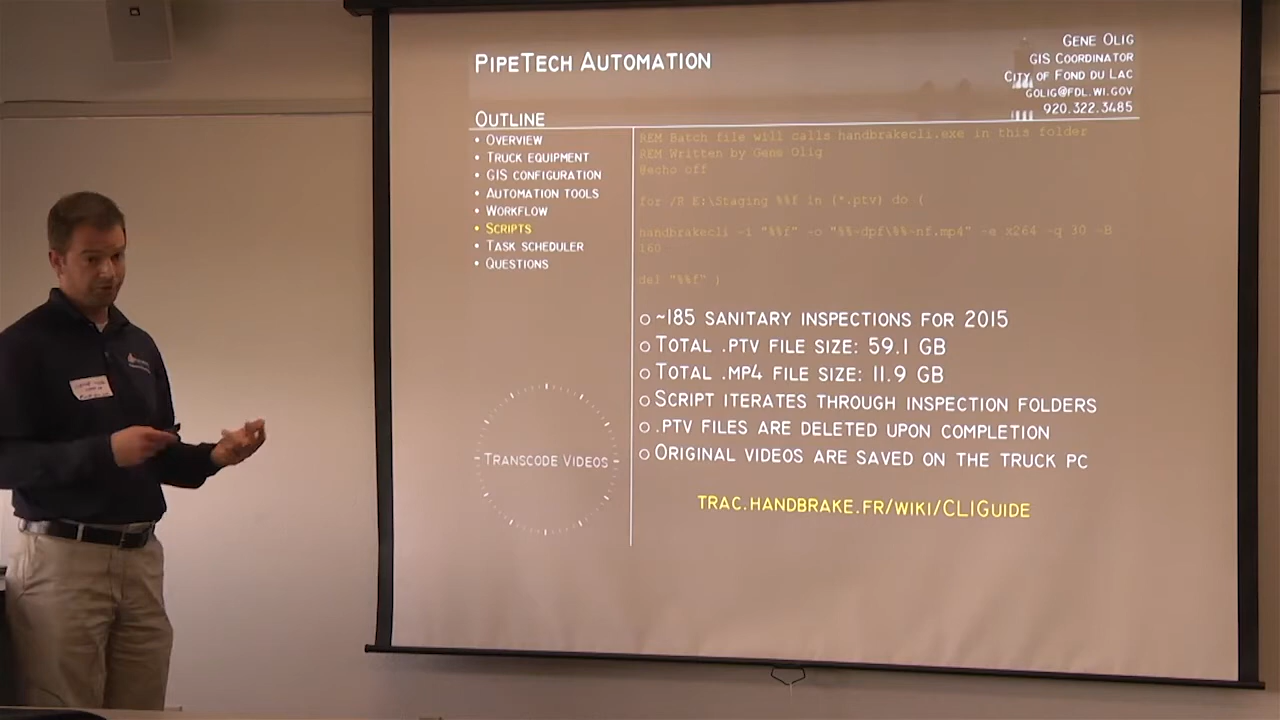 PipeTech Automation
Gene Olig
GIS Coordinator
City of Fond du Lac
golig@fdl.wi.gov
920.322.3485
Outline
• Overview
• Truck equipment
• GIS configuration
• Automation tools
• Workflow
• Scripts
• Task scheduler
• Questions
Transcode Videos
REM Batch file will calls handbrakecli.exe in this folder
REM Written by Gene Olig
@echo off
for /R E:\Staging %%f in (*.ptv) do (
handbrakecli -i "%%f" -o "%%~dpf\%%~nf.mp4" -e x264 -q 30 -B
160
del "%%f" )
○ ~185 sanitary inspections for 2015
○ Total .ptv file size: 59.1 GB
○ Total .mp4 file size: 11.9 GB
○ Script iterates through inspection folders
○ .ptv files are deleted upon completion
○ Original videos are saved on the truck PC
trac.handbrake.fr/wiki/CLIGuide